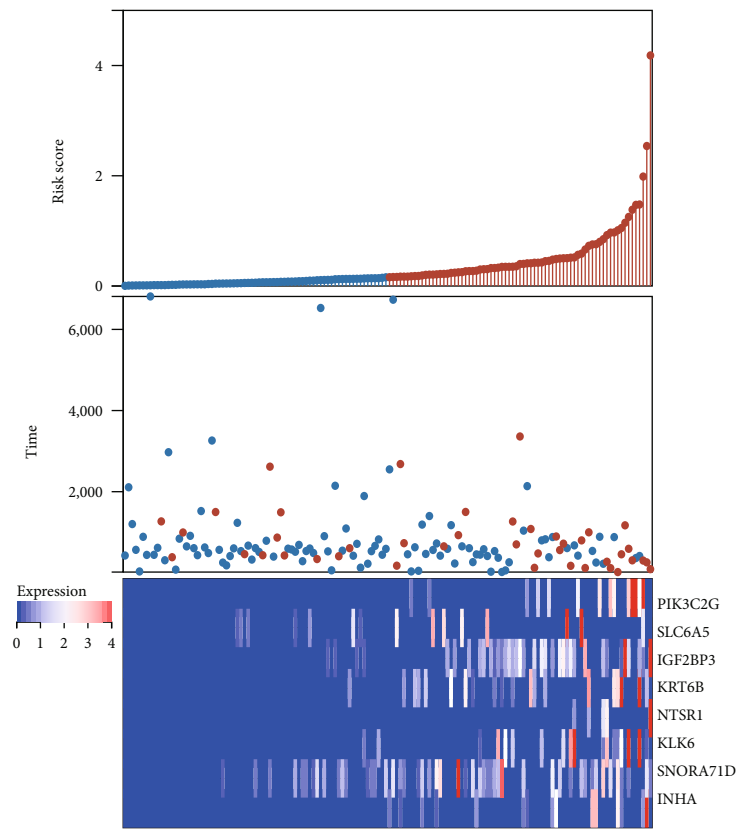 4
2
0
Risk score
6,000
4,000
2,000
Time
Expression
0 1 2 3 4
PIK3C2G
SLC6A5
IGF2BP3
KRT6B
NTSR1
KLK6
SNORA71D
INHA